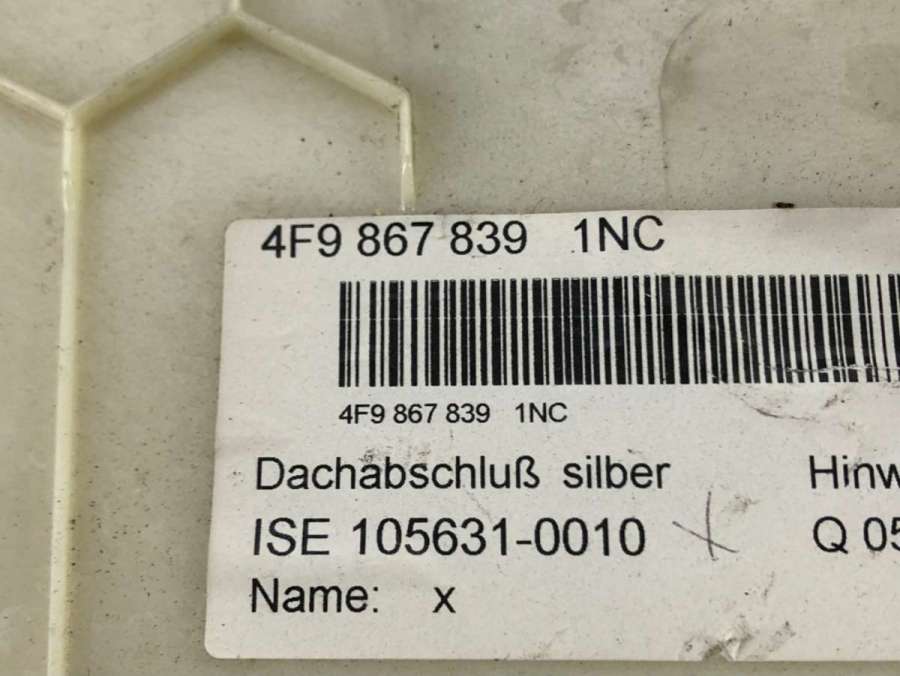 4F9 867 839 1NC
4F9 867 839 1NC
Dachabschluß silber
ISE 105631-0010
Q
Name: x